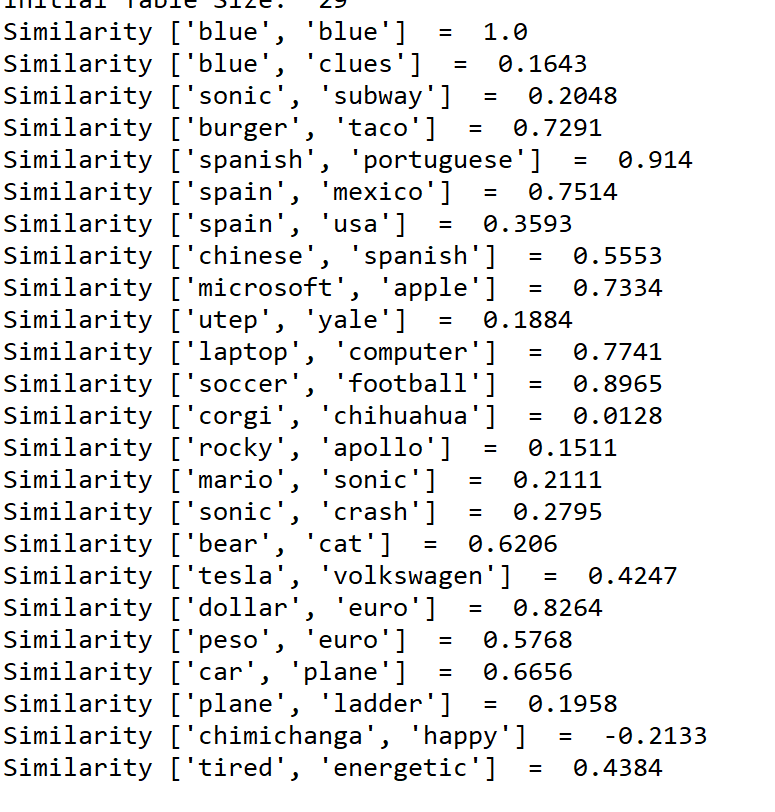 Initial Table Size:  29
Similarity ['blue', 'blue']  =  1.0
Similarity ['blue', 'clues']  =  0.1643
Similarity ['sonic', 'subway']  =  0.2048
Similarity ['burger', 'taco']  =  0.7291
Similarity ['spanish', 'portuguese']  =  0.914
Similarity ['spain', 'mexico']  =  0.7514
Similarity ['spain', 'usa']  =  0.3593
Similarity ['chinese', 'spanish']  =  0.5553
Similarity ['microsoft', 'apple']  =  0.7334
Similarity ['utep', 'yale']  =  0.1884
Similarity ['laptop', 'computer']  =  0.7741
Similarity ['soccer', 'football']  =  0.8965
Similarity ['corgi', 'chihuahua']  =  0.0128
Similarity ['rocky', 'apollo']  =  0.1511
Similarity ['mario', 'sonic']  =  0.2111
Similarity ['sonic', 'crash']  =  0.2795
Similarity ['bear', 'cat']  =  0.6206
Similarity ['tesla', 'volkswagen']  =  0.4247
Similarity ['dollar', 'euro']  =  0.8264
Similarity ['peso', 'euro']  =  0.5768
Similarity ['car', 'plane']  =  0.6656
Similarity ['plane', 'ladder']  =  0.1958
Similarity ['chimichanga', 'happy']  =  -0.2133
Similarity ['tired', 'energetic']  =  0.4384